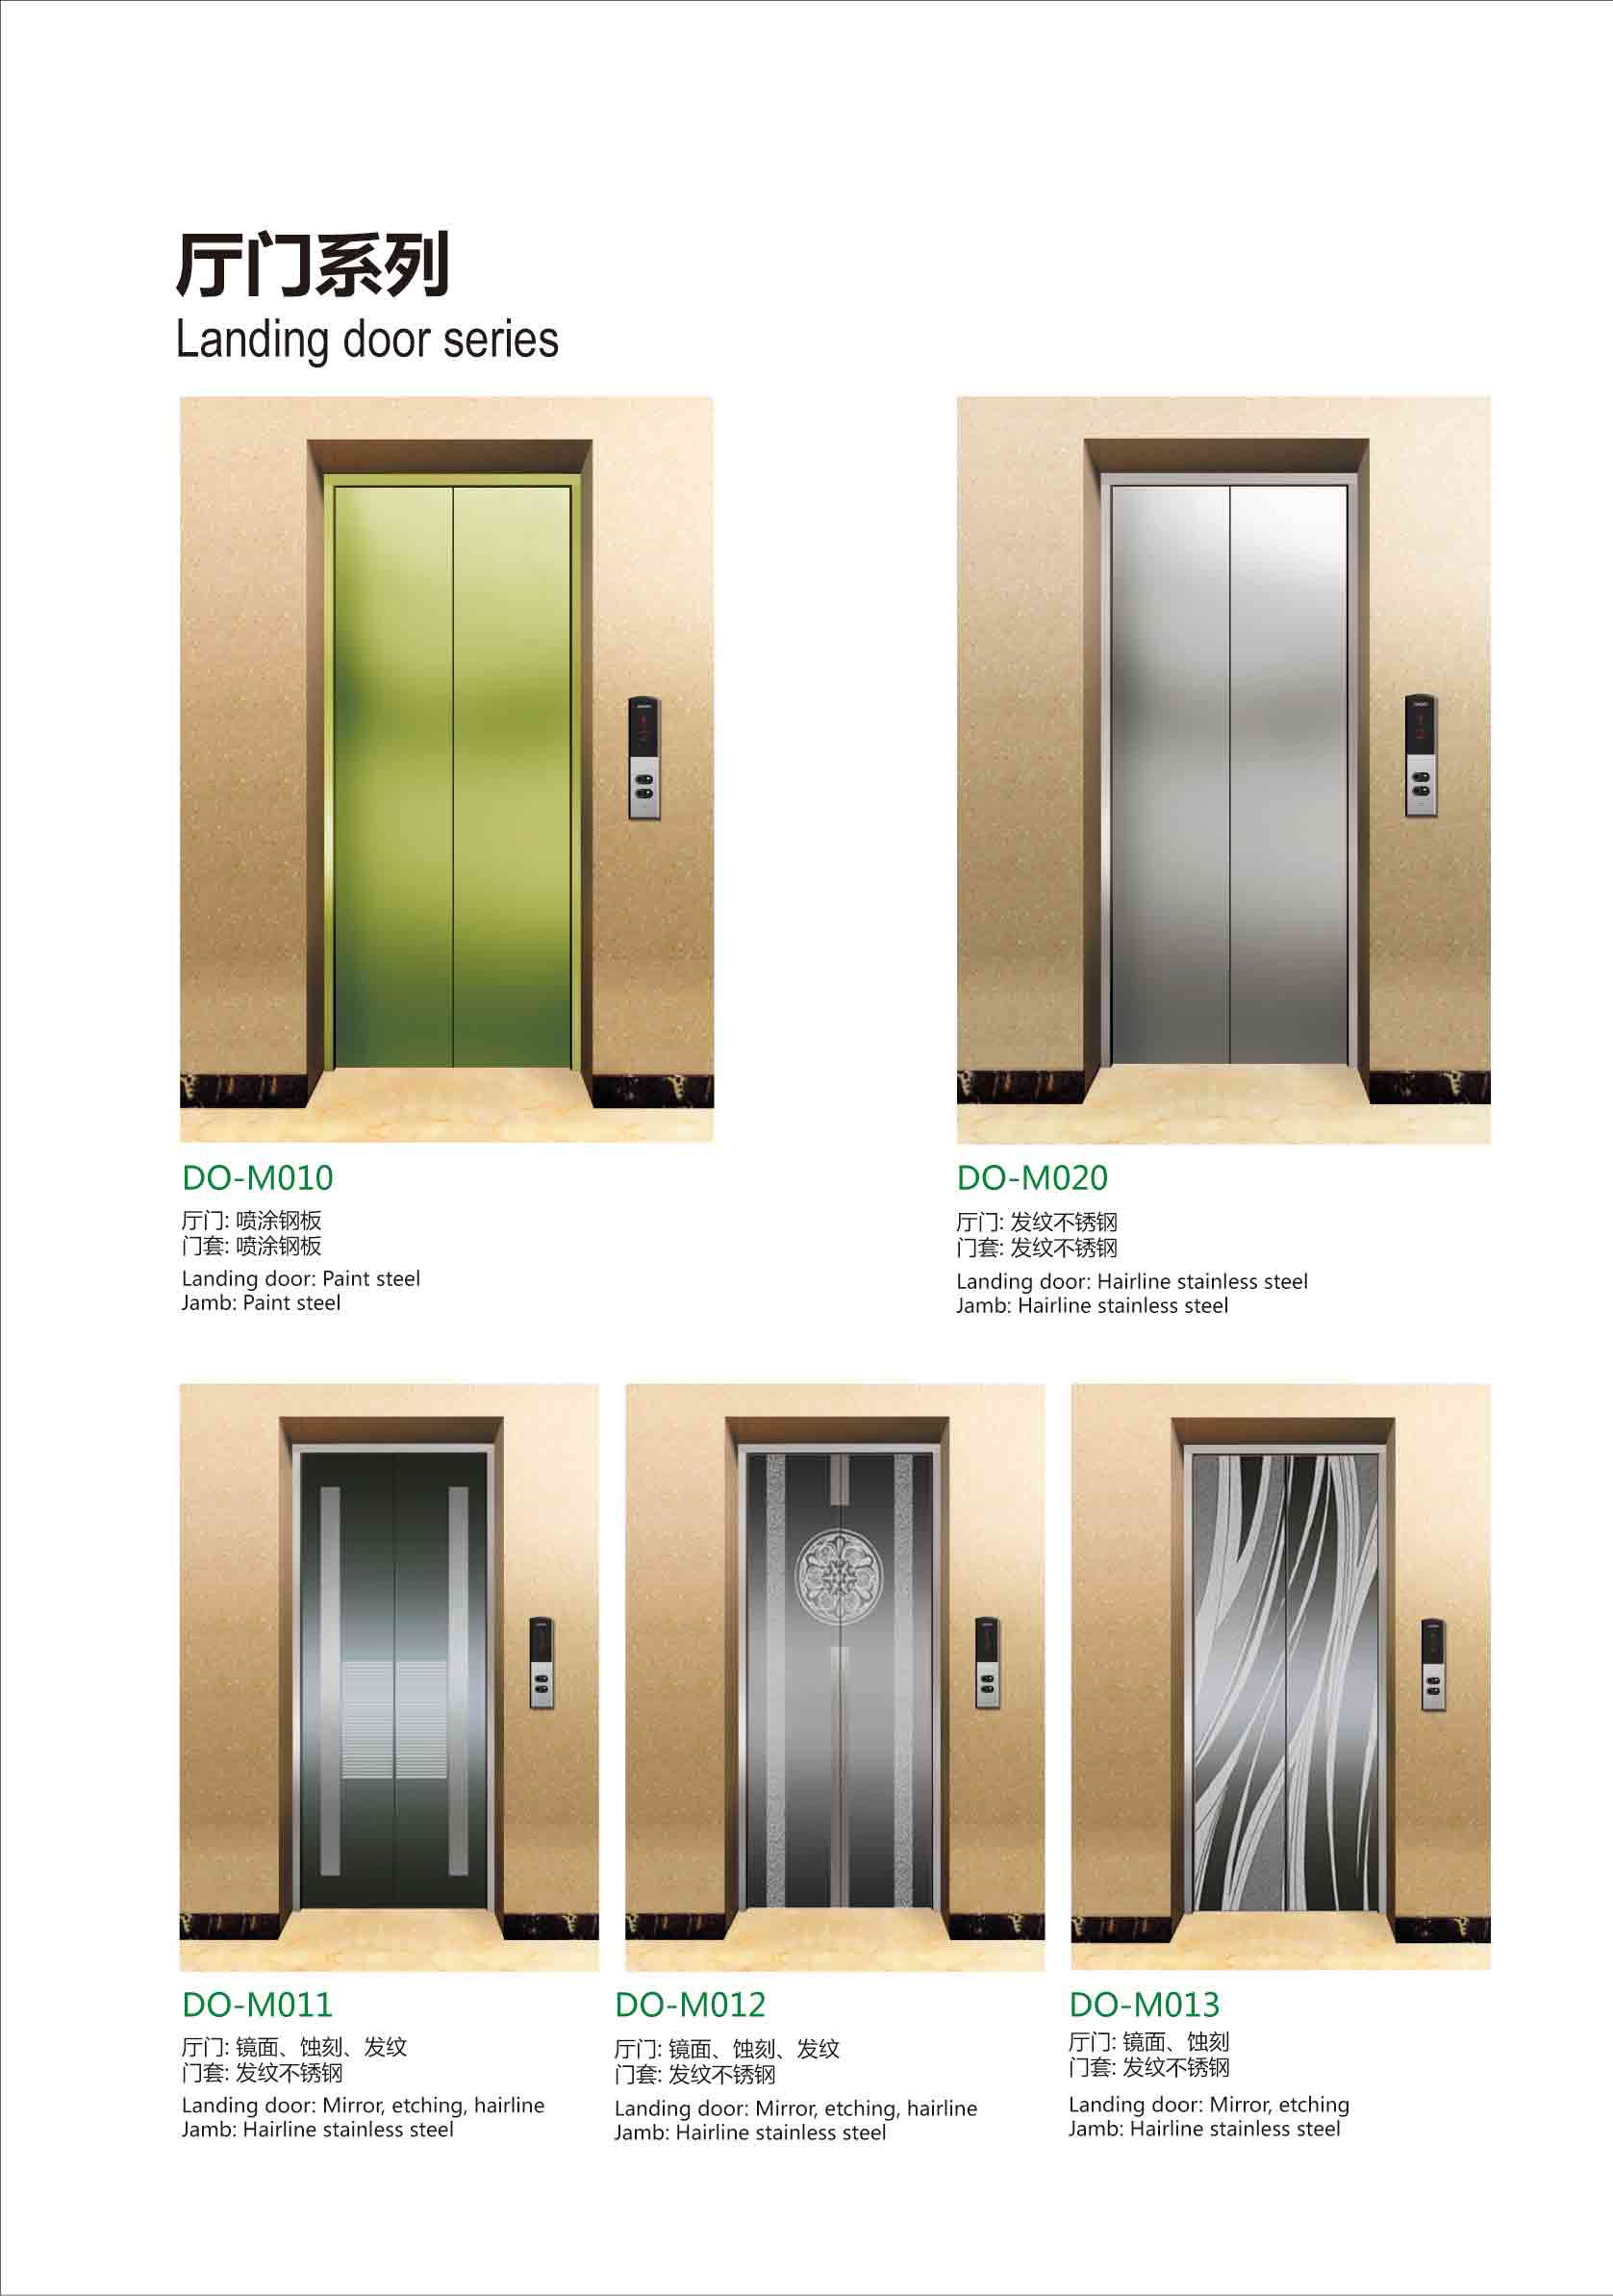 厅门系列
Landing door series
DO-M010
厅门: 喷涂钢板
门套: 喷涂钢板
Landing door: Paint steel
Jamb: Paint steel
DO-M020
厅门: 发纹不锈钢
门套: 发纹不锈钢
Landing door: Hairline stainless steel
Jamb: Hairline stainless steel
DO-M011
厅门: 镜面、蚀刻、发纹
门套: 发纹不锈钢
Landing door: Mirror, etching, hairline
Jamb: Hairline stainless steel
DO-M012
厅门: 镜面、蚀刻、发纹
门套: 发纹不锈钢
Landing door: Mirror, etching, hairline
Jamb: Hairline stainless steel
DO-M013
厅门: 镜面、蚀刻
门套: 发纹不锈钢
Landing door: Mirror, etching
Jamb: Hairline stainless steel